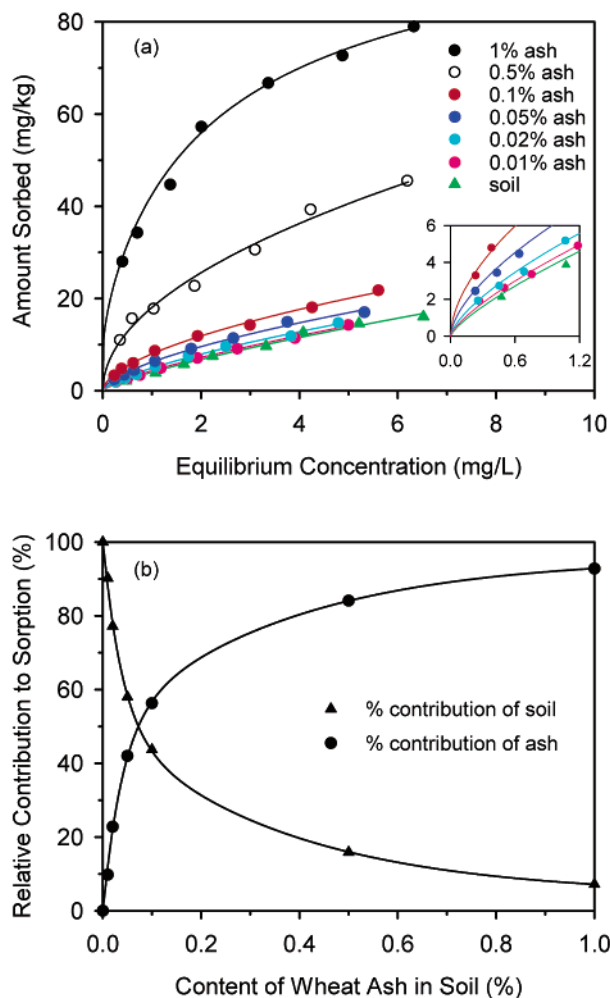 80
(a)
1% ash
0.5% ash
0.1% ash
0.05% ash
0.02% ash
0.01% ash
soil
60
Amount Sorbed (mg/kg)
40
6
4
20
2
0
0.0 0.6 1.2
0
0 2 4 6 8 10
Equilibrium Concentration (mg/L)
100
(b)
80
Relative Contribution to Sorption (%)
60
% contribution of soil
% contribution of ash
40
20
0
0.0 0.2 0.4 0.6 0.8 1.0
Content of Wheat Ash in Soil (%)